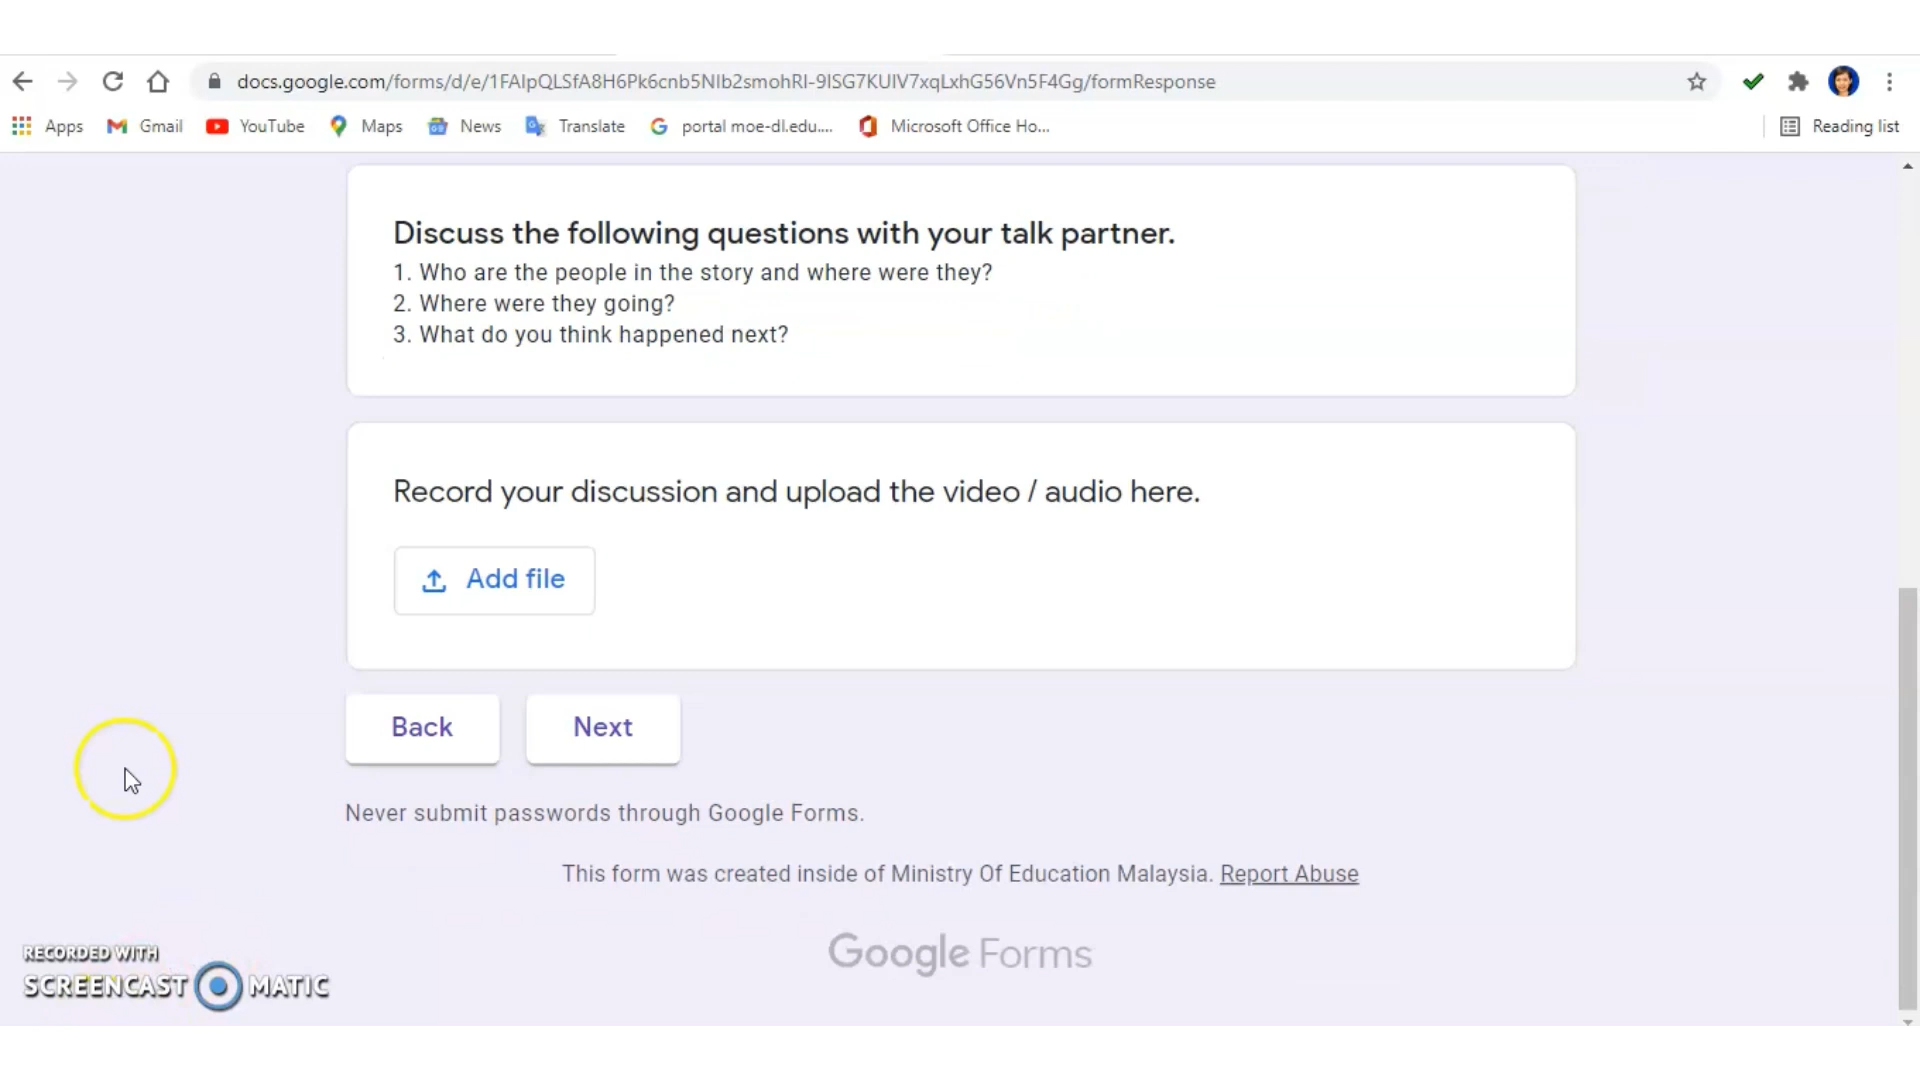 docs.google.com/forms/d/e/1FAIpQLSfA8H6Pk6cnb5NIb2smohRI-9lSG7KUIV7xqLxhG56Vn5F4Gg/formResponse
Apps Gmail YouTube Maps News Translate portal moe-dl.edu.... Microsoft Office Ho... Reading list
Discuss the following questions with your talk partner.
1. Who are the people in the story and where were they?
2. Where were they going?
3. What do you think happened next?
Record your discussion and upload the video / audio here.
Add file
Back Next
Never submit passwords through Google Forms.
This form was created inside of Ministry Of Education Malaysia. Report Abuse
Google Forms
RECORDED WITH
SCREENCAST MATIC